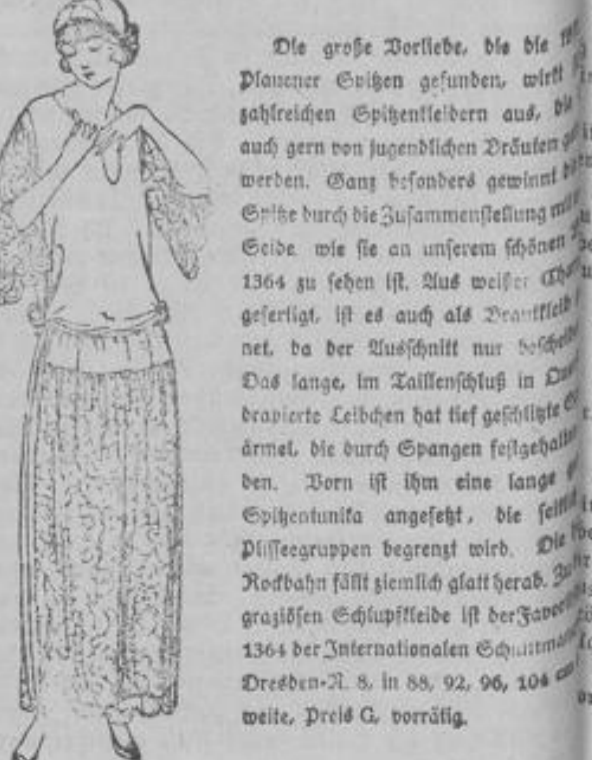 Die große Vorliebe, die die
Plauener Spitzen gefunden, wirkt
zahlreichen Spitzenkleidern aus, die
auch gern von jugendlichen Bräuten
werden. Ganz besonders gewinnt
Spitze durch die Zusammenstellung mit
Seide wie sie an unserem schönen
1364 zu sehen ist. Aus weißer
gefertigt, ist es auch als Brautkleid
net, da der Ausschnitt nur
Das lange, im Taillenschluß in
drapierte Leibchen hat tief geschlitzte
ärmel, die durch Spangen
den. Vorn ist ihm eine lange
Spitzentunika angesetzt, die
Plisseegruppen begrenzt wird. Die
Rockbahn fällt ziemlich glatt herab.
graziösen Schlupfkleide ist der
1364 der Internationalen
Dresden-N. 8, in 88, 92, 96, 104
weite, Preis G, vorrätig.